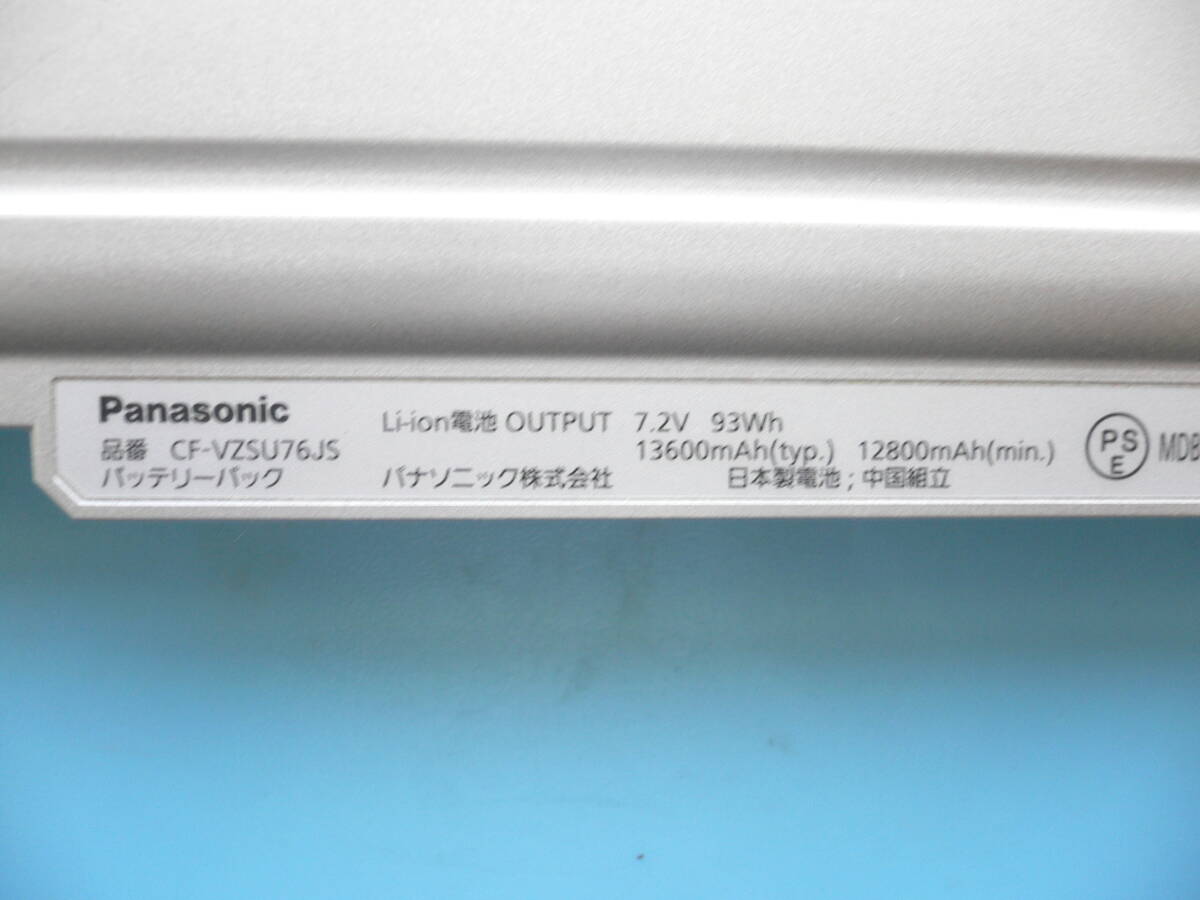 Panasonic
品番 CF-VZSU76JS
バッテリーパック
Li-ion電池 OUTPUT 7.2V 93Wh
13600mAh(typ.) 12800mAh(min.)
パナソニック株式会社 日本製電池 ; 中国組立
PSE